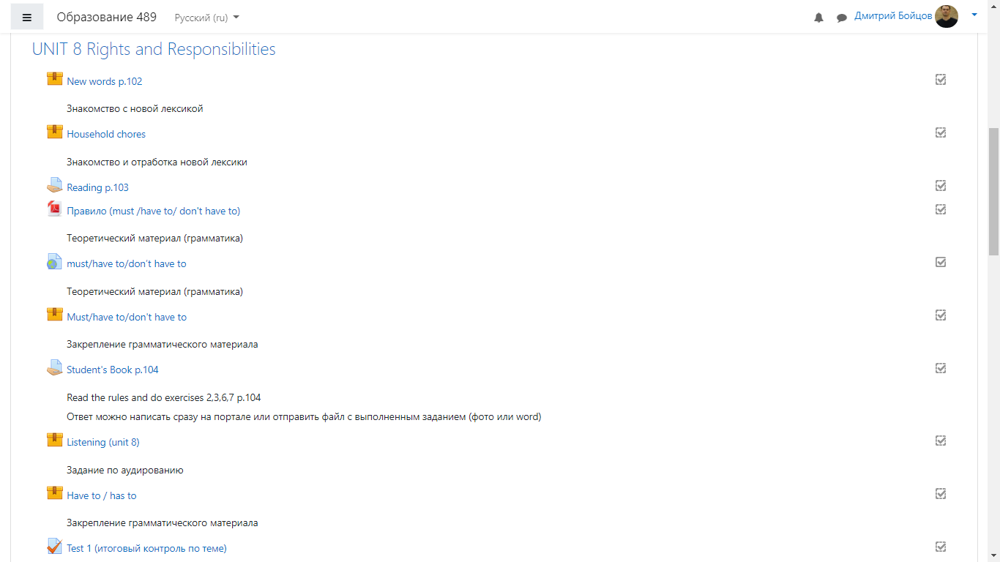 Образование 489
Русский (ru)
Дмитрий Бойцов
UNIT 8 Rights and Responsibilities
New words p.102
Знакомство с новой лексикой
Household chores
Знакомство и отработка новой лексики
Reading p.103
Правило (must /have to/ don't have to)
Теоретический материал (грамматика)
must/have to/don't have to
Теоретический материал (грамматика)
Must/have to/don't have to
Закрепление грамматического материала
Student's Book p.104
Read the rules and do exercises 2,3,6,7 p.104
Ответ можно написать сразу на портале или отправить файл с выполненным заданием (фото или word)
Listening (unit 8)
Задание по аудированию
Have to / has to
Закрепление грамматического материала
Test 1 (итоговый контроль по теме)